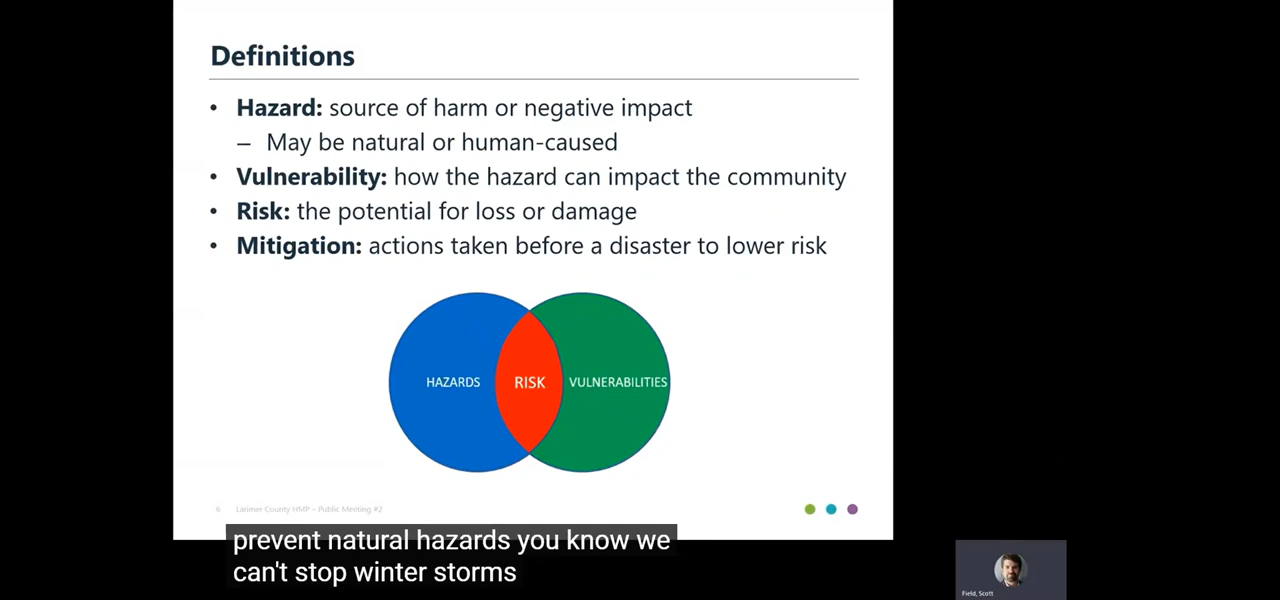 Definitions
• Hazard: source of harm or negative impact
– May be natural or human-caused
• Vulnerability: how the hazard can impact the community
• Risk: the potential for loss or damage
• Mitigation: actions taken before a disaster to lower risk
HAZARDS RISK VULNERABILITIES
6 Larimer County HMP – Public Meeting #2
prevent natural hazards you know we
can't stop winter storms
Field, Scott